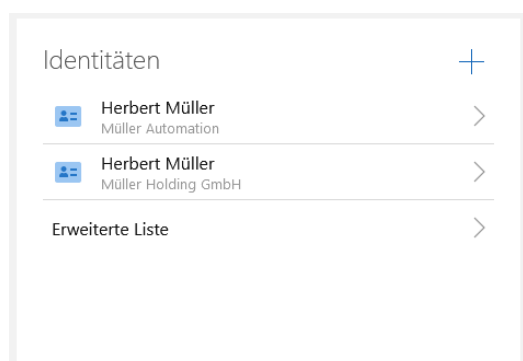 Identitäten
Herbert Müller
Müller Automation
Herbert Müller
Müller Holding GmbH
Erweiterte Liste